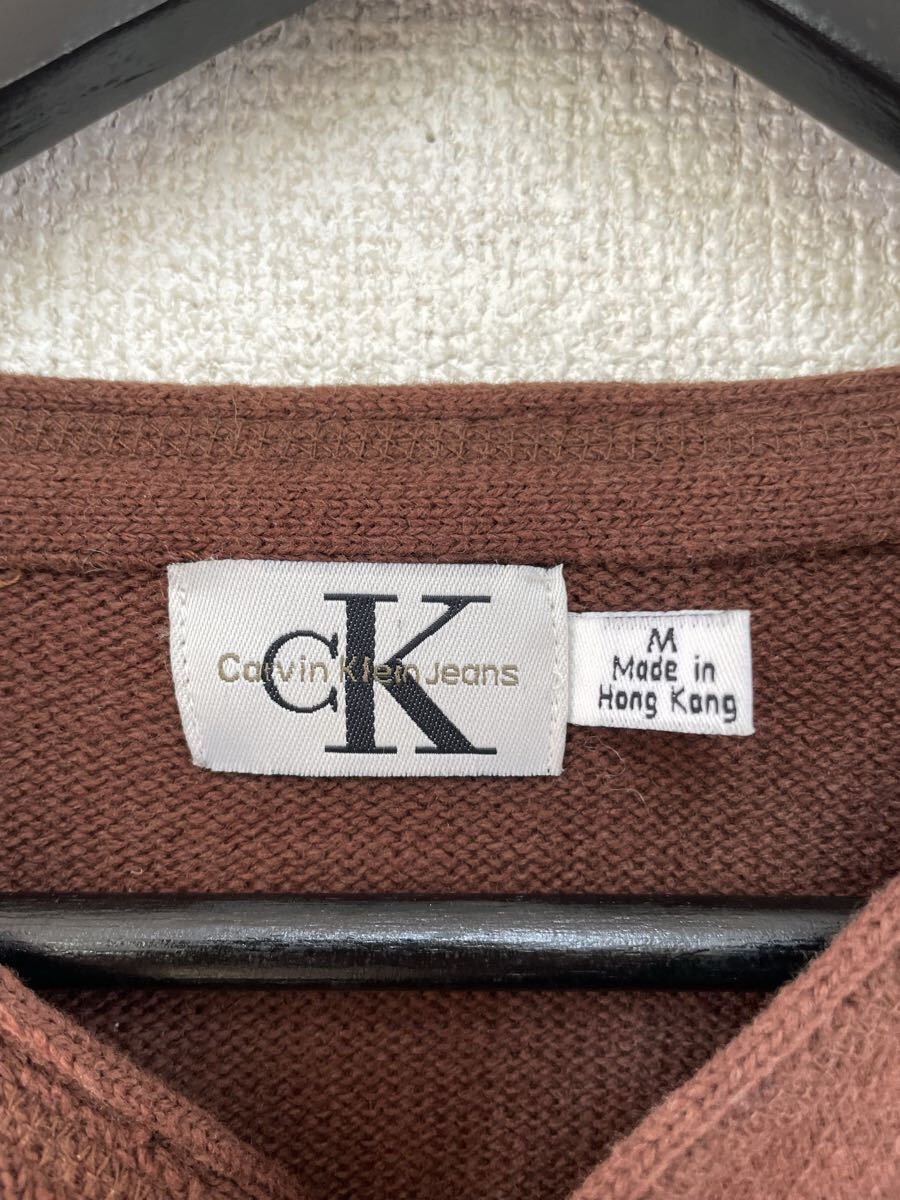 CK
Calvin Klein Jeans
M
Made in
Hong Kong